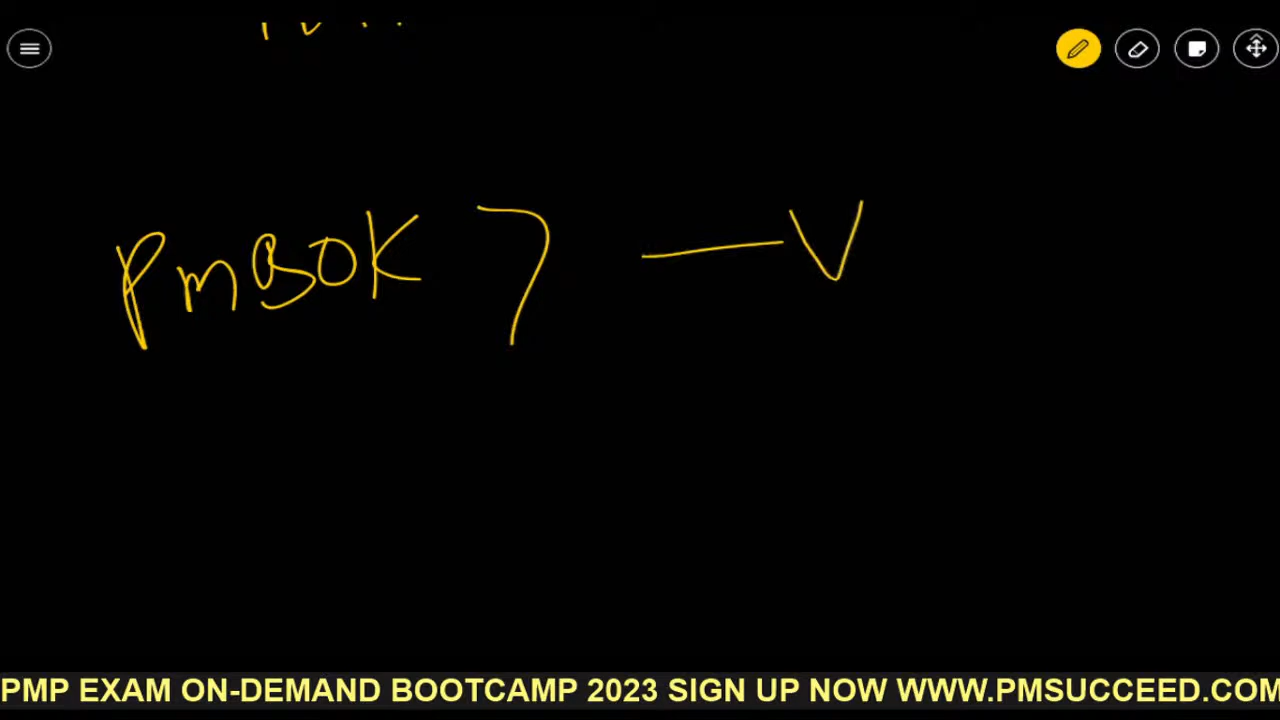 PmBOK 7 — V
PMP EXAM ON-DEMAND BOOTCAMP 2023 SIGN UP NOW WWW.PMSUCCEED.COM